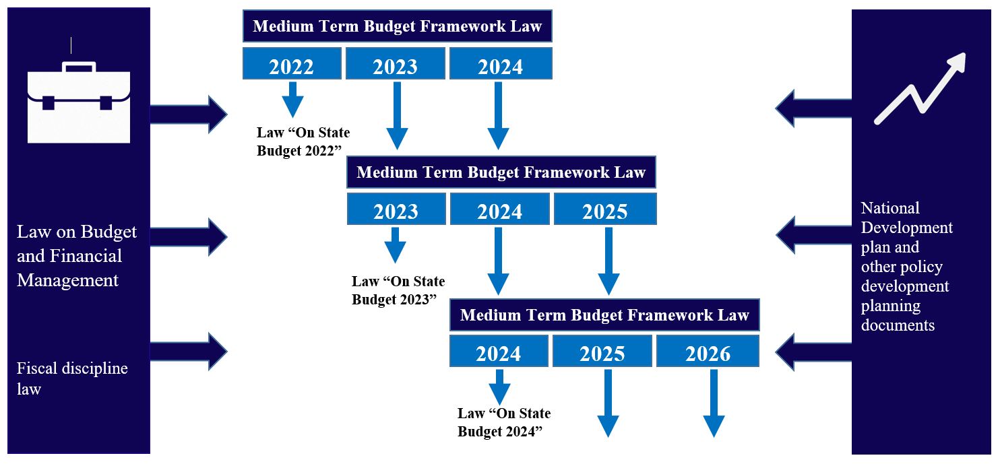 Medium Term Budget Framework Law
2022
2023
2024
Law “On State
Budget 2022”
Medium Term Budget Framework Law
2023
2024
2025
Law “On State
Budget 2023”
Medium Term Budget Framework Law
2024
2025
2026
Law “On State
Budget 2024”
Law on Budget
and Financial
Management
Fiscal discipline
law
National
Development
plan and
other policy
development
planning
documents